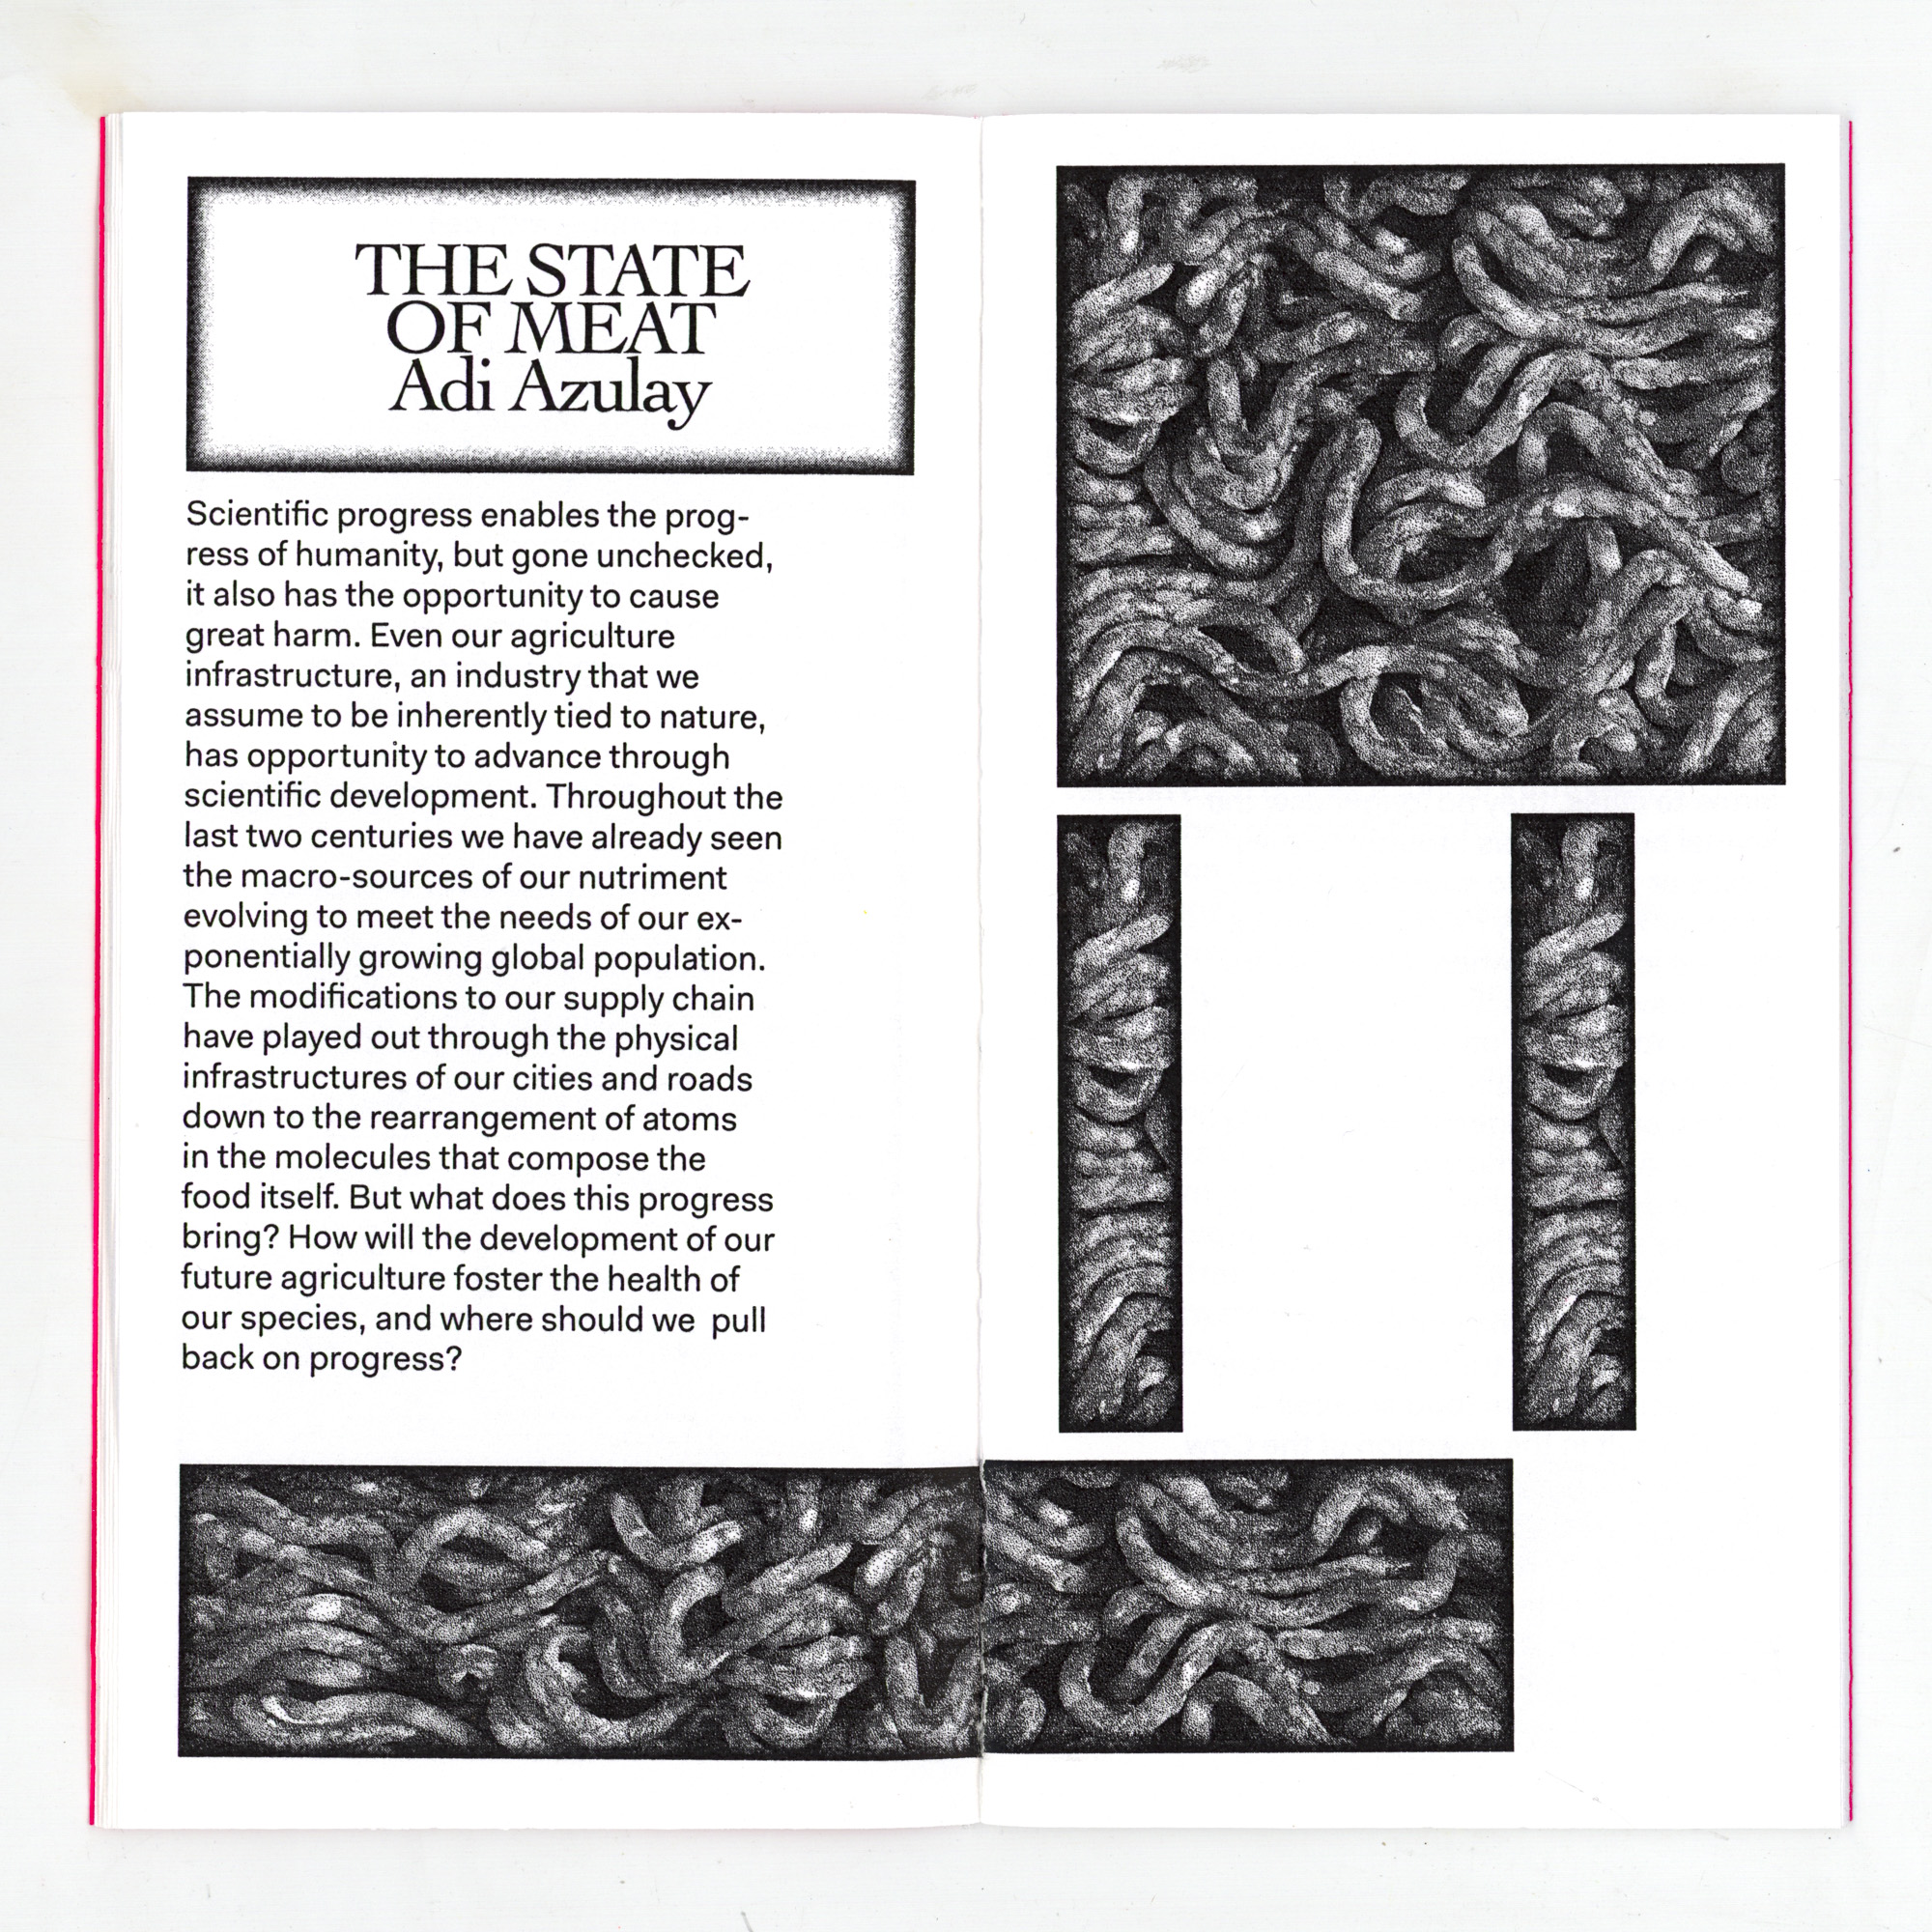 THE STATE
OF MEAT
Adi Azulay
Scientific progress enables the prog-
ress of humanity, but gone unchecked,
it also has the opportunity to cause
great harm. Even our agriculture
infrastructure, an industry that we
assume to be inherently tied to nature,
has opportunity to advance through
scientific development. Throughout the
last two centuries we have already seen
the macro-sources of our nutriment
evolving to meet the needs of our ex-
ponentially growing global population.
The modifications to our supply chain
have played out through the physical
infrastructures of our cities and roads
down to the rearrangement of atoms
in the molecules that compose the
food itself. But what does this progress
bring? How will the development of our
future agriculture foster the health of
our species, and where should we  pull
back on progress?